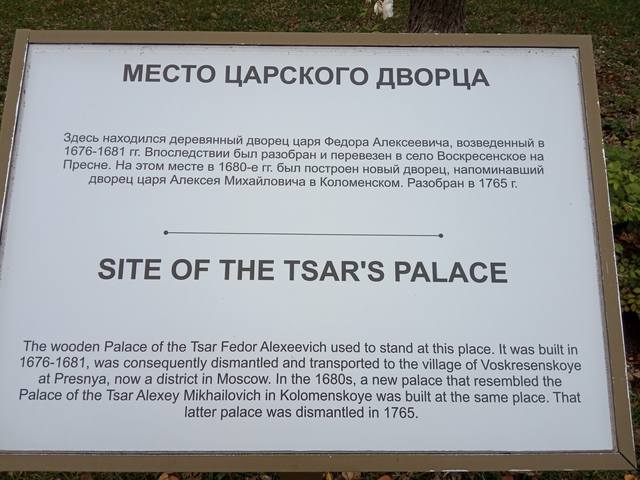 МЕСТО ЦАРСКОГО ДВОРЦА
Здесь находился деревянный дворец царя Федора Алексеевича, возведенный в
1676-1681 гг. Впоследствии был разобран и перевезен в село Воскресенское на
Пресне. На этом месте в 1680-е гг. был построен новый дворец, напоминавший
дворец царя Алексея Михайловича в Коломенском. Разобран в 1765 г.
SITE OF THE TSAR'S PALACE
The wooden Palace of the Tsar Fedor Alexeevich used to stand at this place. It was built in
1676-1681, was consequently dismantled and transported to the village of Voskresenskoye
at Presnya, now a district in Moscow. In the 1680s, a new palace that resembled the
Palace of the Tsar Alexey Mikhailovich in Kolomenskoye was built at the same place. That
latter palace was dismantled in 1765.